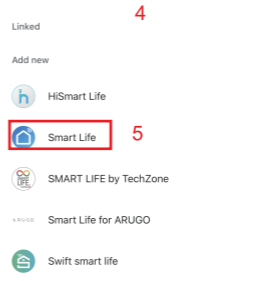 4
Linked
Add new
HiSmart Life
Smart Life
5
SMART LIFE by TechZone
ARUGO
Smart Life for ARUGO
Swift smart life